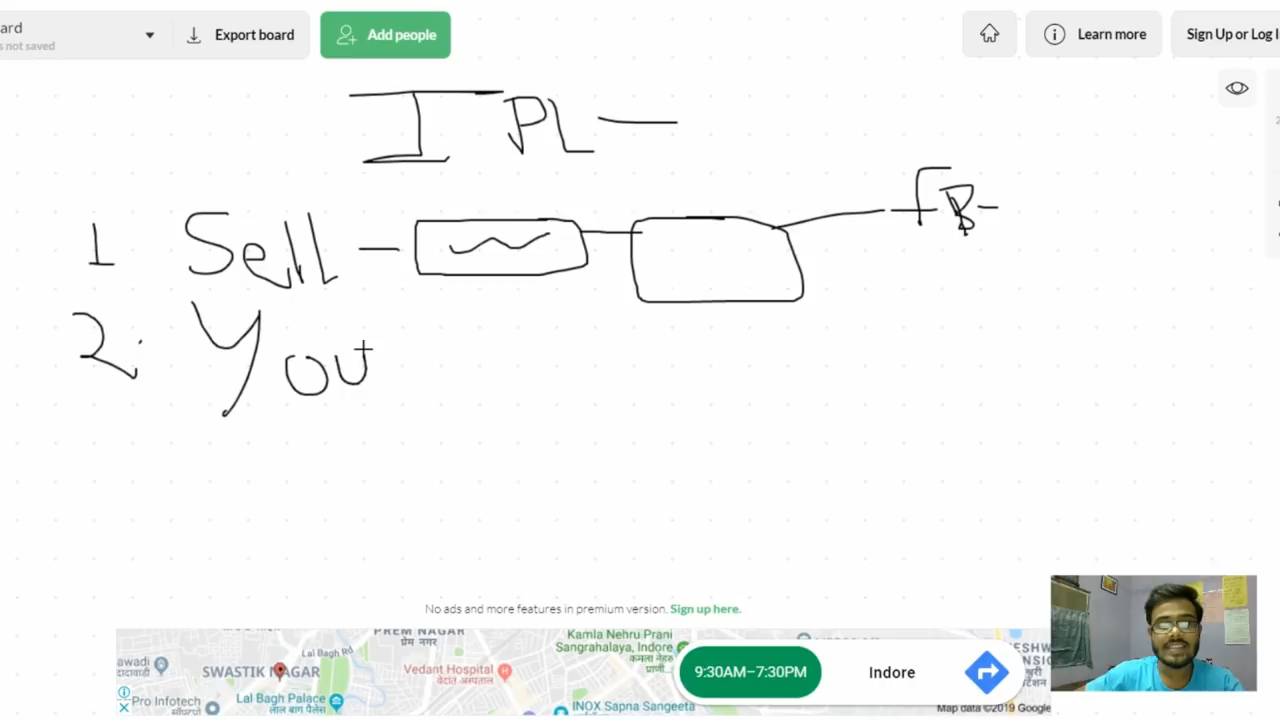 ard
s not saved
Export board
Add people
Learn more
Sign Up or Log I
IPL -
1 Sell - FB-
2. You
No ads and more features in premium version. Sign up here.
PREM NAGAR
प्रेम नगर
Lal Bagh Rd
Kamla Nehru Prani
Sangrahalaya, Indore
कमला नेहरू
awadi
SWASTIK NAGAR
Vedant Hospital
वेदांत अस्पताल
9:30AM–7:30PM
Indore
Pro Infotech
Lal Bagh Palace
लाल बाग पैलेस
INOX Sapna Sangeeta
Map data ©2019 Google